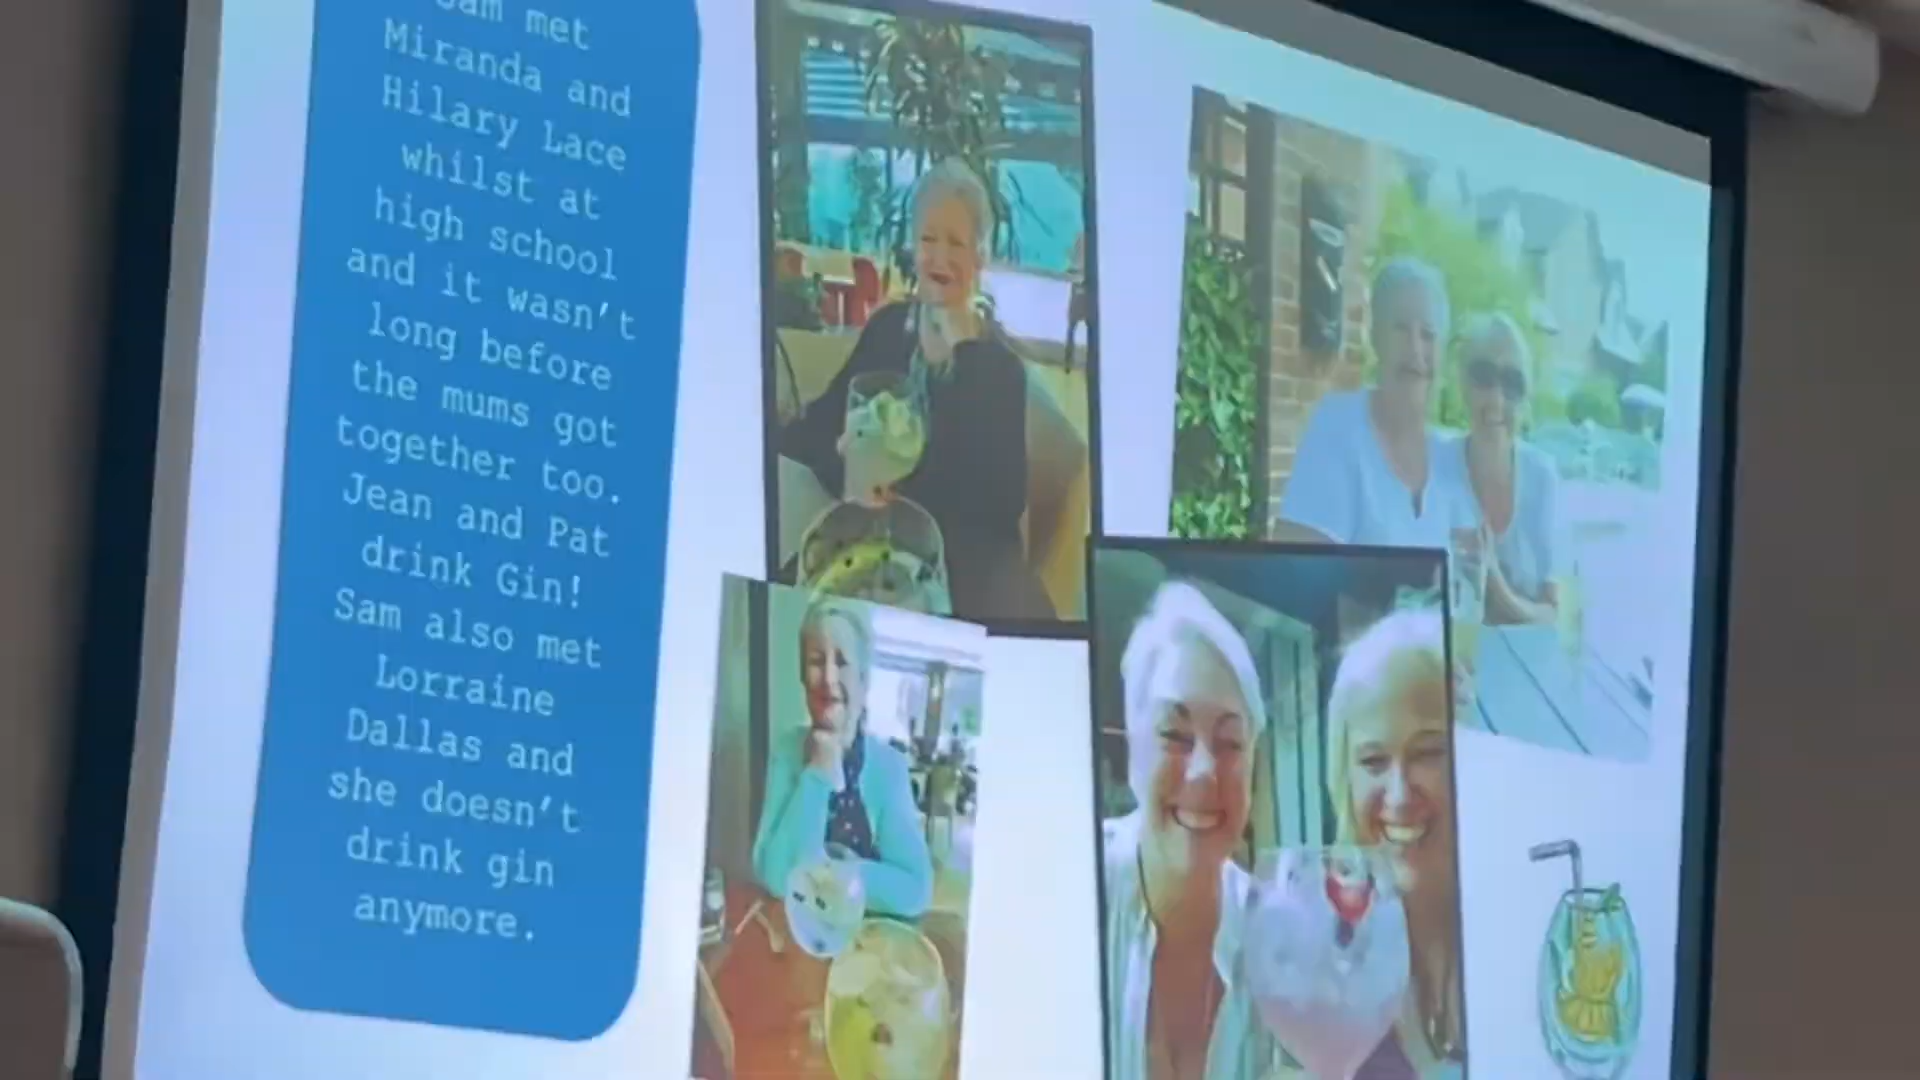 Sam met
Miranda and
Hilary Lace
whilst at
high school
and it wasn't
long before
the mums got
together too.
Jean and Pat
drink Gin!
Sam also met
Lorraine
Dallas and
she doesn't
drink gin
anymore.